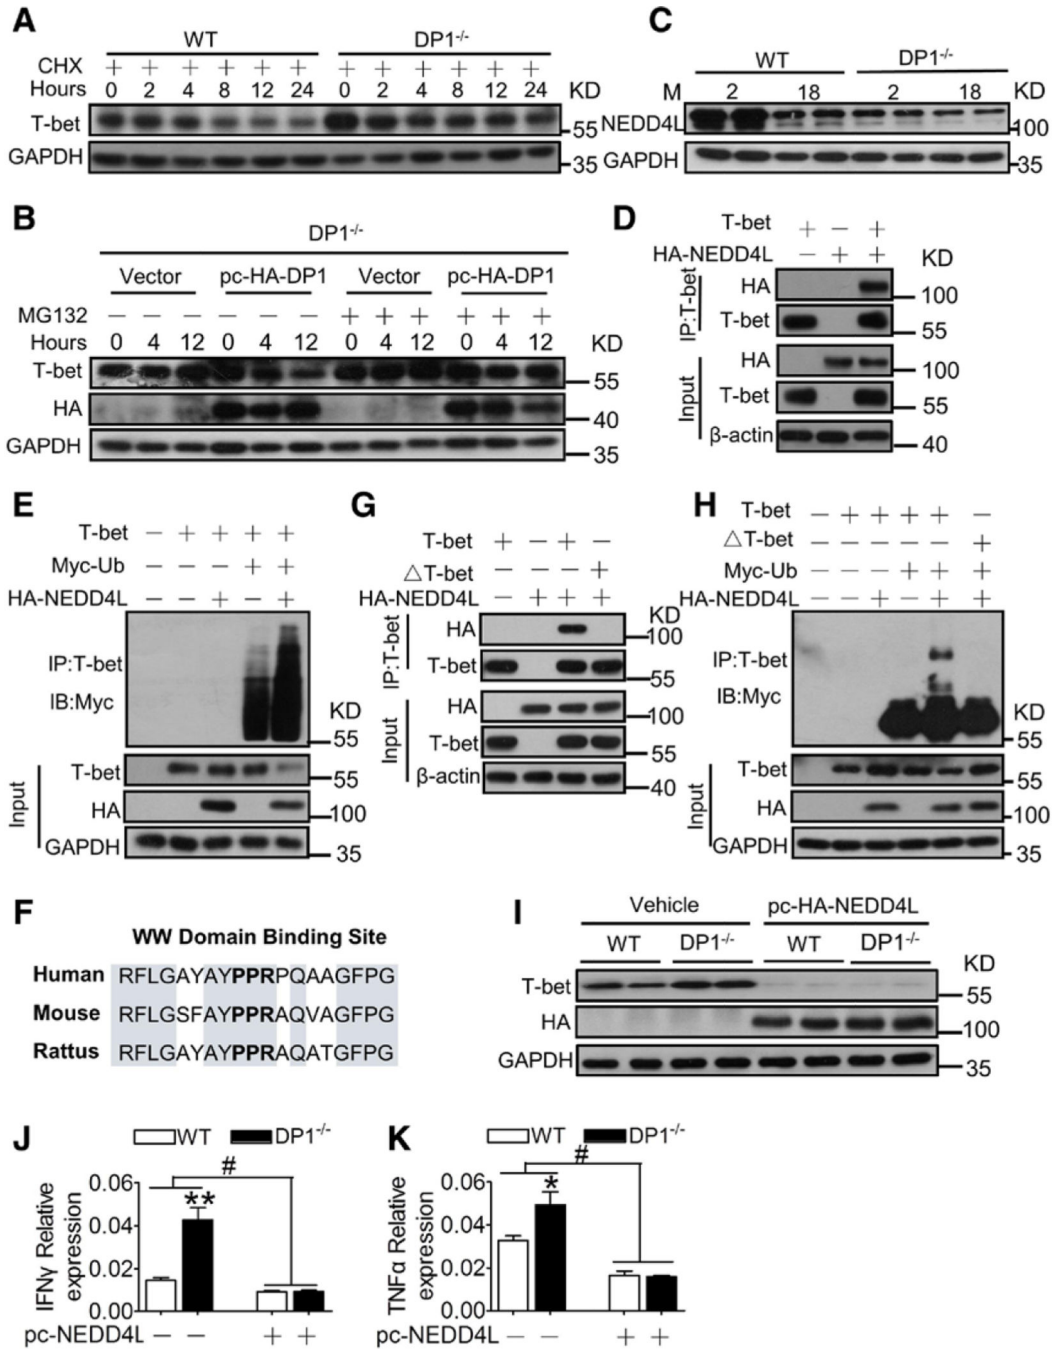 A
WT DP1⁻/⁻
CHX + + + + + + + + + + + +
Hours 0 2 4 8 12 24 0 2 4 8 12 24 KD
T-bet 55
GAPDH 35
C
WT DP1⁻/⁻
M 2 18 2 18 KD
NEDD4L 100
GAPDH 35
B
DP1⁻/⁻
Vector pc-HA-DP1 Vector pc-HA-DP1
MG132 − − − − − − + + + + + +
Hours 0 4 12 0 4 12 0 4 12 0 4 12 KD
T-bet 55
HA 40
GAPDH 35
D
T-bet + − +
HA-NEDD4L − + + KD
IP:T-bet
HA 100
T-bet 55
Input
HA 100
T-bet 55
β-actin 40
E
T-bet − + + + +
Myc-Ub − − − + +
HA-NEDD4L − − + − +
IP:T-bet
IB:Myc
KD
55
Input
T-bet 55
HA 100
GAPDH 35
G
T-bet + − + −
△T-bet − − − +
HA-NEDD4L − + + +
KD
IP:T-bet
HA 100
T-bet 55
Input
HA 100
T-bet 55
β-actin 40
H
T-bet − + + + + −
△T-bet − − − − − +
Myc-Ub − − − + + +
HA-NEDD4L − − + − + +
IP:T-bet
IB:Myc
KD
55
Input
T-bet 55
HA 100
GAPDH 35
F
WW Domain Binding Site
Human RFLGAYAYPPRPQAAGFPG
Mouse RFLGSFAYPPRAQVAGFPG
Rattus RFLGAYAYPPRAQATGFPG
I
Vehicle pc-HA-NEDD4L
WT DP1⁻/⁻ WT DP1⁻/⁻
KD
T-bet 55
HA 100
GAPDH 35
J
WT DP1⁻/⁻
#
**
IFNγ Relative
expression
0.06
0.04
0.02
0.00
pc-NEDD4L − − + +
K
WT DP1⁻/⁻
#
*
TNFα Relative
expression
0.06
0.04
0.02
0.00
pc-NEDD4L − − + +